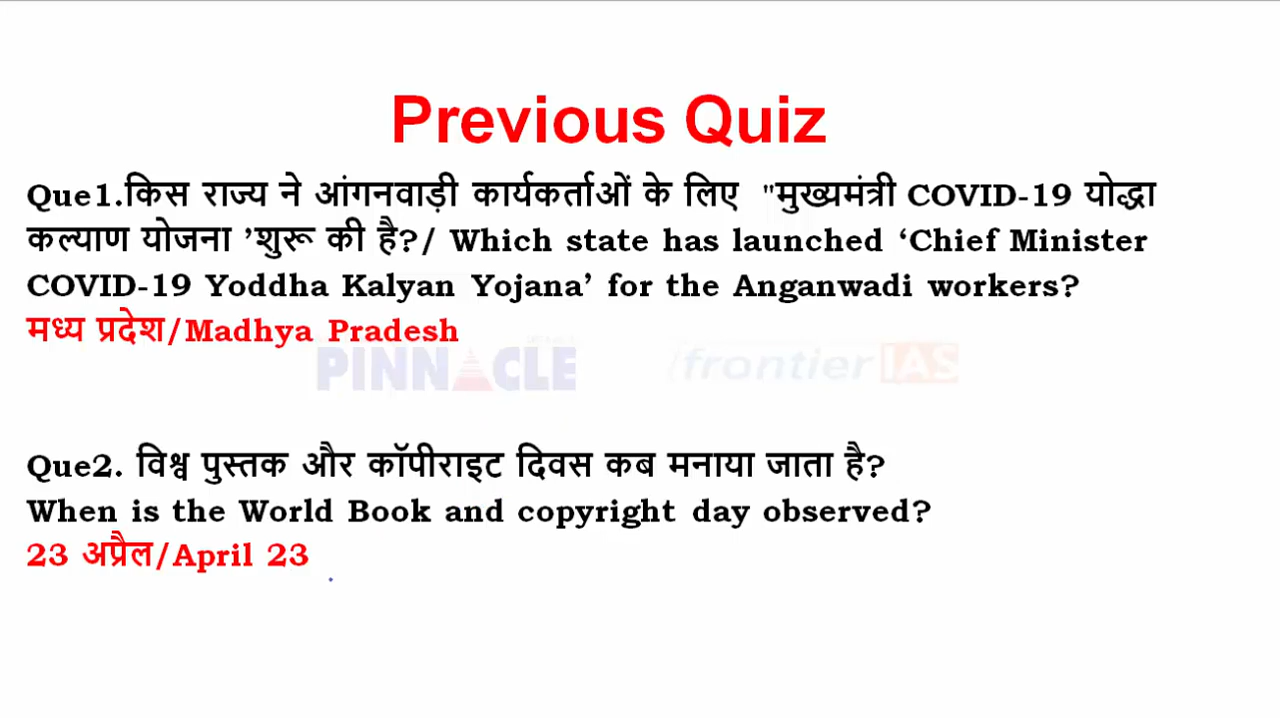 Previous Quiz
Que1.किस राज्य ने आंगनवाड़ी कार्यकर्ताओं के लिए "मुख्यमंत्री COVID-19 योद्धा
कल्याण योजना ’शुरू की है?/ Which state has launched ‘Chief Minister
COVID-19 Yoddha Kalyan Yojana’ for the Anganwadi workers?
मध्य प्रदेश/Madhya Pradesh
PINNACLE frontier IAS
Que2. विश्व पुस्तक और कॉपीराइट दिवस कब मनाया जाता है?
When is the World Book and copyright day observed?
23 अप्रैल/April 23